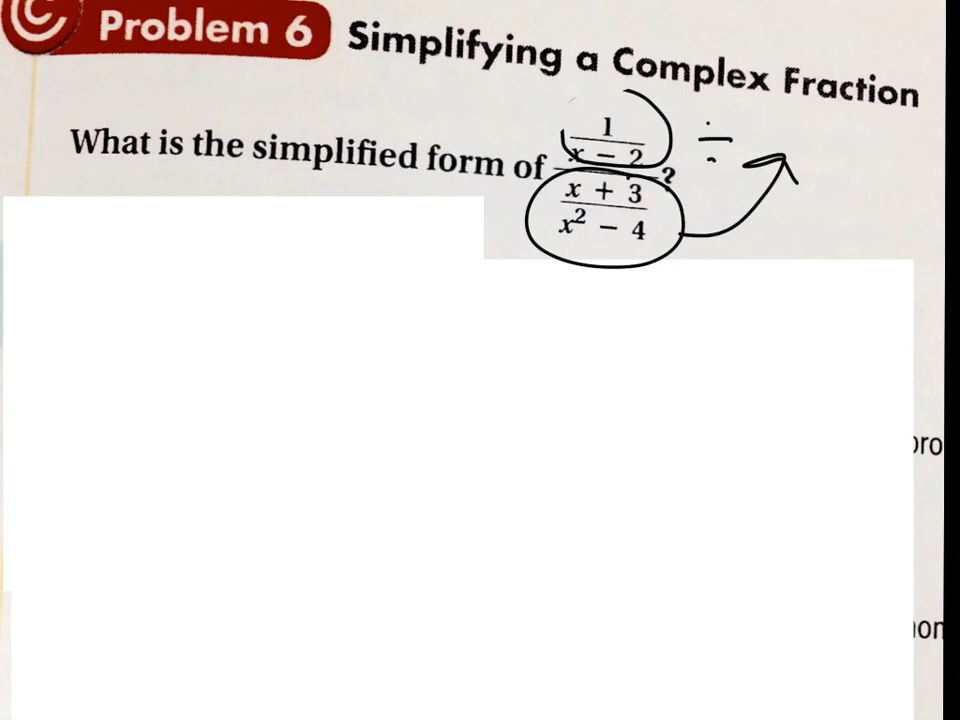 Problem 6 Simplifying a Complex Fraction
What is the simplified form of
1
x − 2
?
x + 3
x² − 4
÷